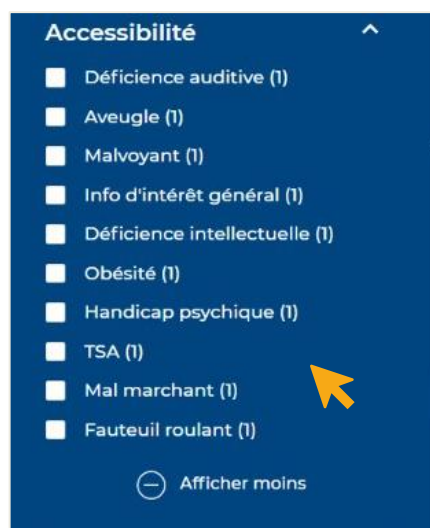 Accessibilité
Déficience auditive (1)
Aveugle (1)
Malvoyant (1)
Info d'intérêt général (1)
Déficience intellectuelle (1)
Obésité (1)
Handicap psychique (1)
TSA (1)
Mal marchant (1)
Fauteuil roulant (1)
Afficher moins